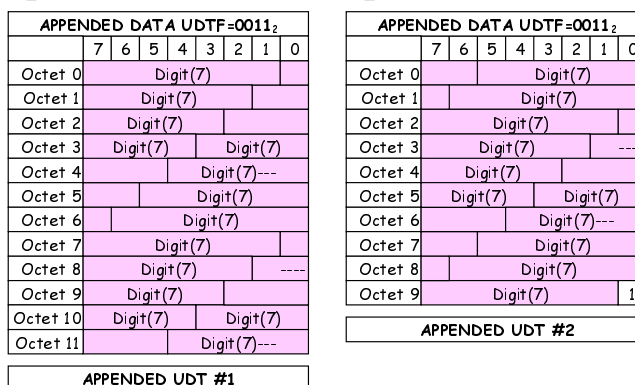 APPENDED DATA UDTF=0011₂
7 6 5 4 3 2 1 0
Octet 0 Digit(7)
Octet 1 Digit(7)
Octet 2 Digit(7)
Octet 3 Digit(7) Digit(7)
Octet 4 Digit(7)---
Octet 5 Digit(7)
Octet 6 Digit(7)
Octet 7 Digit(7)
Octet 8 Digit(7) ----
Octet 9 Digit(7)
Octet 10 Digit(7) Digit(7)
Octet 11 Digit(7)---
APPENDED UDT #1
APPENDED DATA UDTF=0011₂
7 6 5 4 3 2 1 0
Octet 0 Digit(7)
Octet 1 Digit(7)
Octet 2 Digit(7)
Octet 3 Digit(7) ---
Octet 4 Digit(7)
Octet 5 Digit(7) Digit(7)
Octet 6 Digit(7)---
Octet 7 Digit(7)
Octet 8 Digit(7)
Octet 9 Digit(7) 1
APPENDED UDT #2